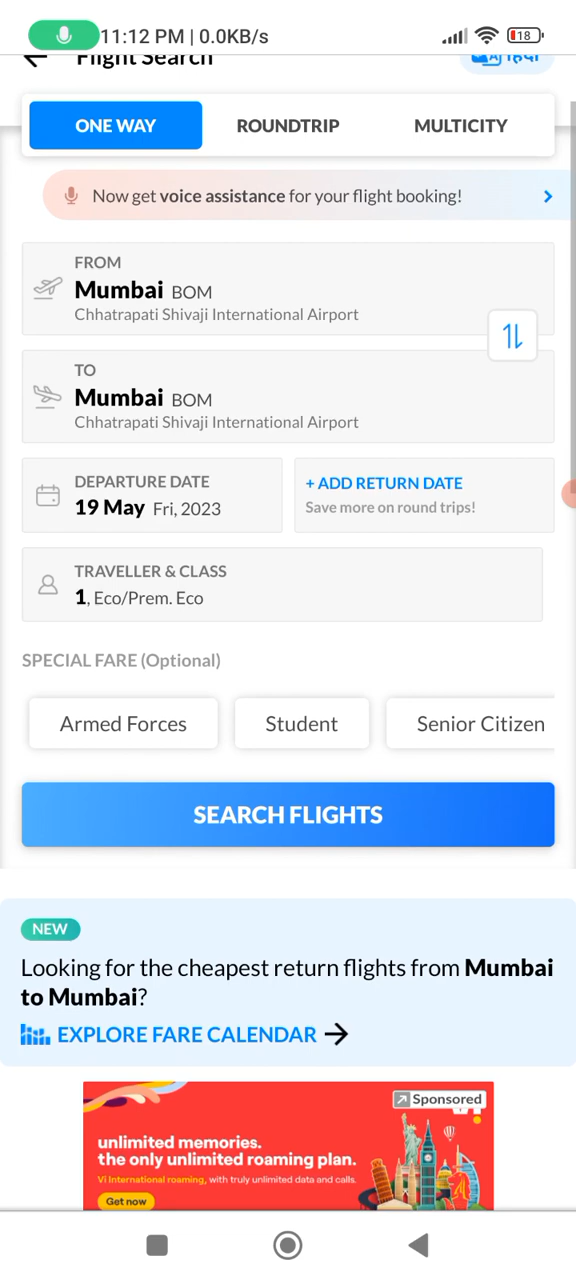 11:12 PM | 0.0KB/s
18
Flight Search
हिन्दी
ONE WAY
ROUNDTRIP
MULTICITY
Now get voice assistance for your flight booking!
FROM
Mumbai BOM
Chhatrapati Shivaji International Airport
TO
Mumbai BOM
Chhatrapati Shivaji International Airport
DEPARTURE DATE
19 May Fri, 2023
+ ADD RETURN DATE
Save more on round trips!
TRAVELLER & CLASS
1, Eco/Prem. Eco
SPECIAL FARE (Optional)
Armed Forces
Student
Senior Citizen
SEARCH FLIGHTS
NEW
Looking for the cheapest return flights from Mumbai
to Mumbai?
EXPLORE FARE CALENDAR
Sponsored
unlimited memories.
the only unlimited roaming plan.
Vi International roaming, with truly unlimited data and calls.
Get now